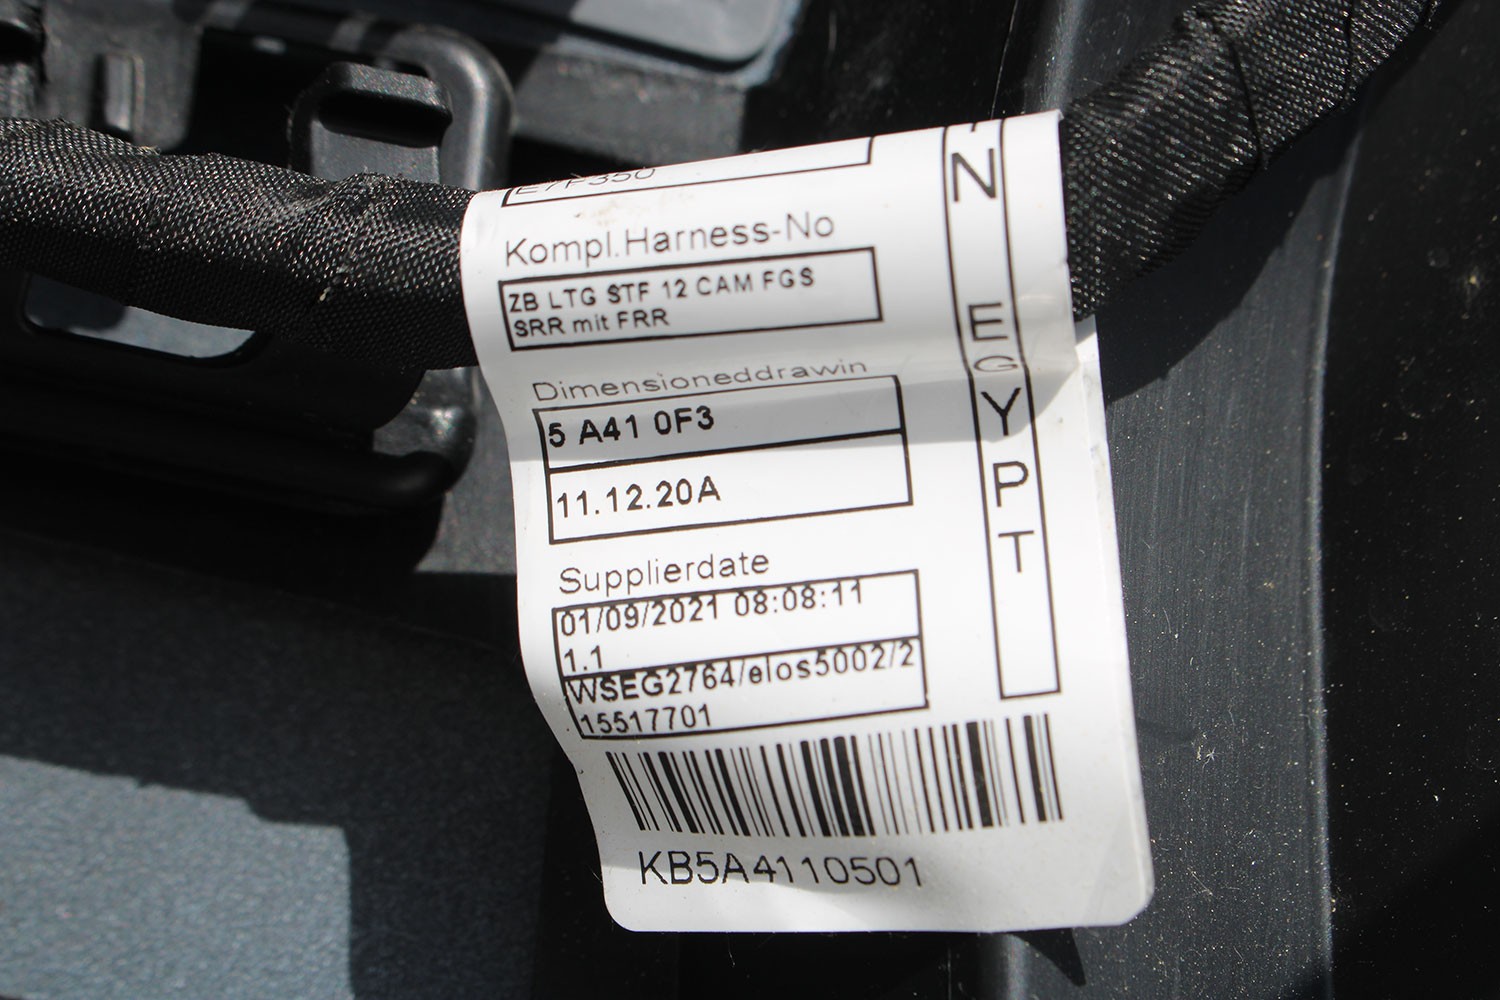 E7F350
Kompl.Harness-No
ZB LTG STF 12 CAM FGS
SRR mit FRR
Dimensioneddrawin
5 A41 0F3
11.12.20A
Supplierdate
01/09/2021 08:08:11
1.1
WSEG2764/elos5002/2
15517701
KB5A4110501
N EGYPT